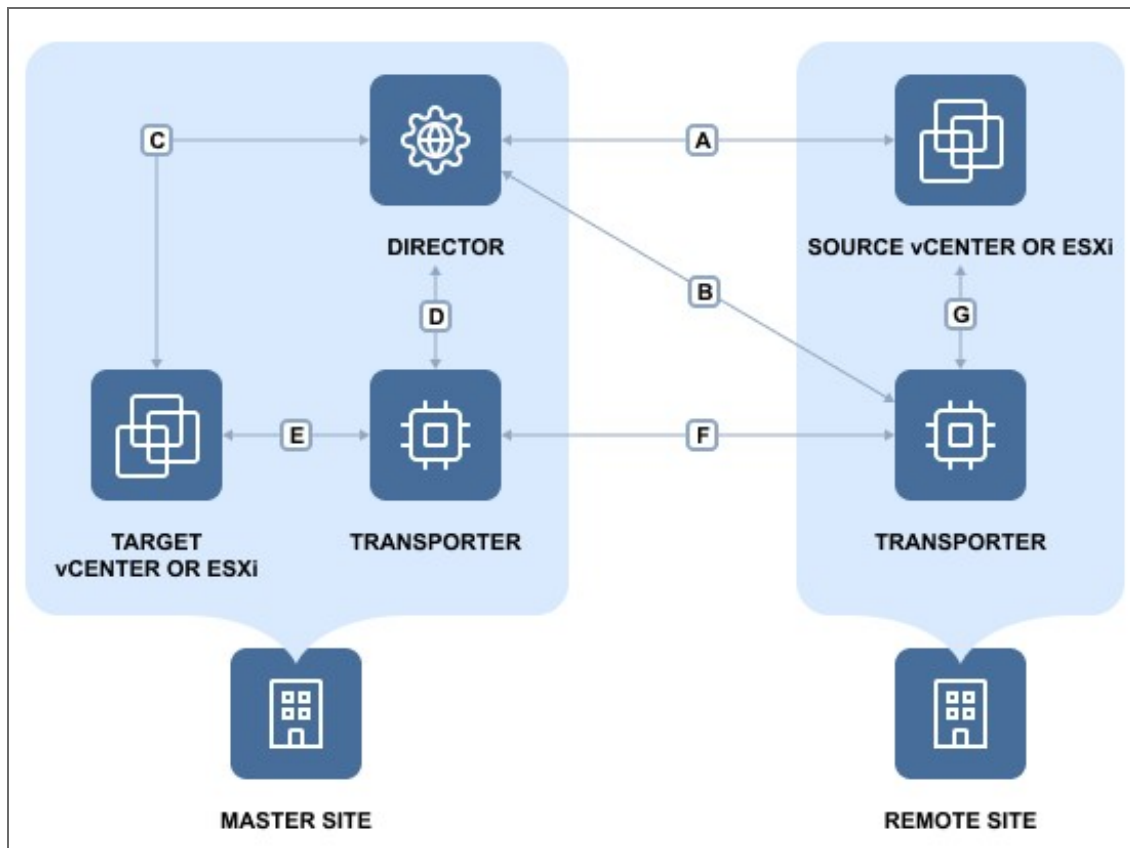 C
A
DIRECTOR
SOURCE vCENTER OR ESXi
B
D
G
E
F
TARGET
vCENTER OR ESXi
TRANSPORTER
TRANSPORTER
MASTER SITE
REMOTE SITE